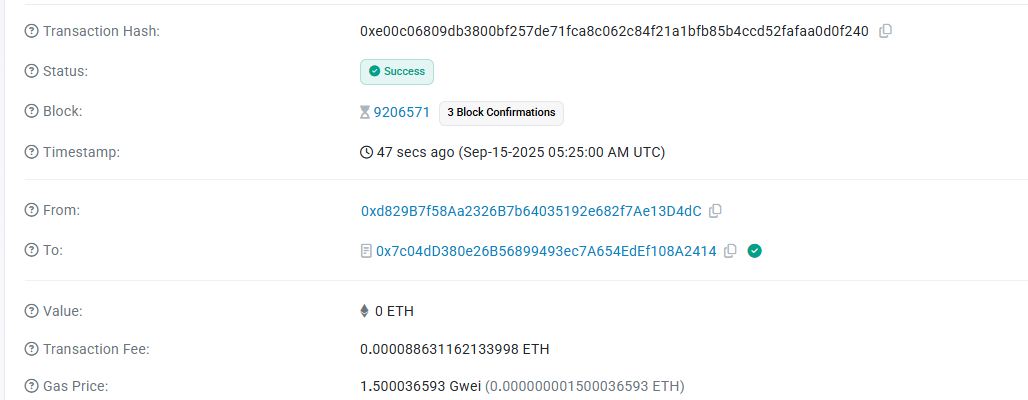 Transaction Hash: 0xe00c06809db3800bf257de71fca8c062c84f21a1bfb85b4ccd52fafaa0d0f240
Status: Success
Block: 9206571 3 Block Confirmations
Timestamp: 47 secs ago (Sep-15-2025 05:25:00 AM UTC)
From: 0xd829B7f58Aa2326B7b64035192e682f7Ae13D4dC
To: 0x7c04dD380e26B56899493ec7A654EdEf108A2414
Value: 0 ETH
Transaction Fee: 0.000088631162133998 ETH
Gas Price: 1.500036593 Gwei (0.000000001500036593 ETH)